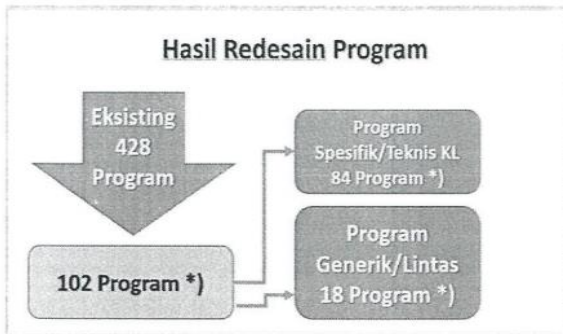 Hasil Redesain Program
Eksisting
428
Program
Program
Spesifik/Teknis KL
84 Program *)
102 Program *)
Program
Generik/Lintas
18 Program *)